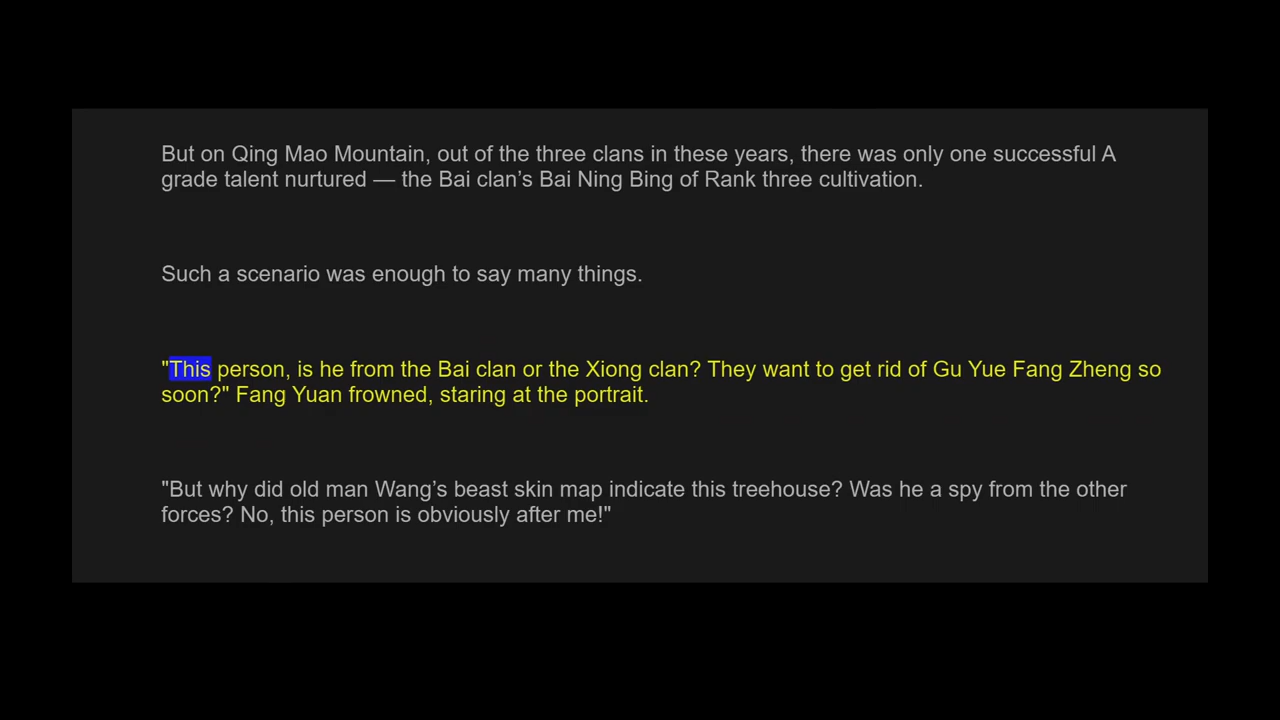 But on Qing Mao Mountain, out of the three clans in these years, there was only one successful A
grade talent nurtured — the Bai clan’s Bai Ning Bing of Rank three cultivation.
Such a scenario was enough to say many things.
"This person, is he from the Bai clan or the Xiong clan? They want to get rid of Gu Yue Fang Zheng so
soon?" Fang Yuan frowned, staring at the portrait.
"But why did old man Wang’s beast skin map indicate this treehouse? Was he a spy from the other
forces? No, this person is obviously after me!"